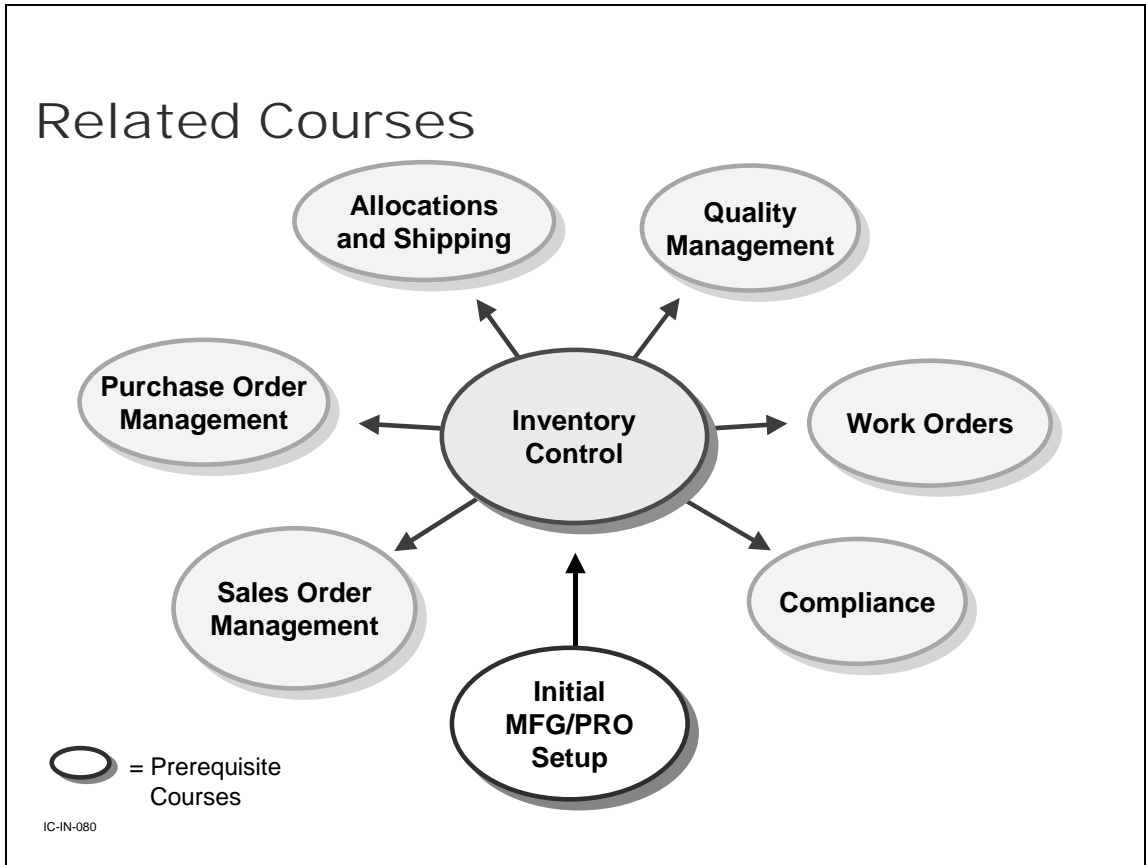 Related Courses
Allocations
and Shipping
Quality
Management
Purchase Order
Management
Inventory
Control
Work Orders
Sales Order
Management
Compliance
Initial
MFG/PRO
Setup
= Prerequisite
Courses
IC-IN-080